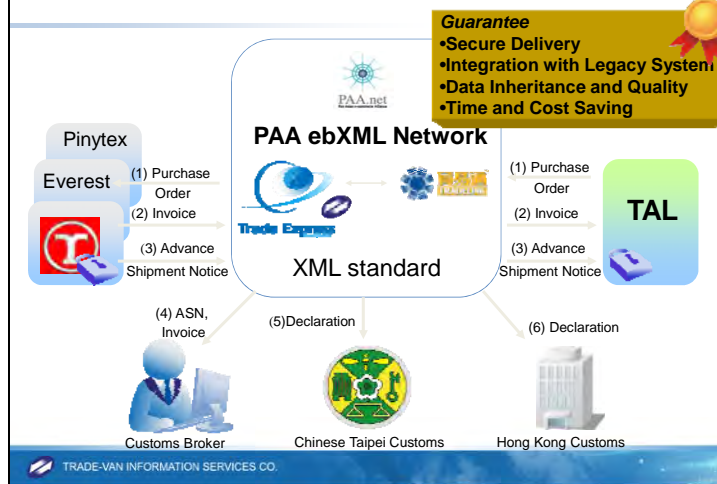 Guarantee
•Secure Delivery
•Integration with Legacy System
•Data Inheritance and Quality
•Time and Cost Saving
PAA.net
PAA ebXML Network
Trade Express
XML standard
Pinytex
Everest
(1) Purchase
Order
(2) Invoice
(3) Advance
Shipment Notice
(1) Purchase
Order
(2) Invoice
(3) Advance
Shipment Notice
TAL
(4) ASN,
Invoice
(5)Declaration
(6) Declaration
Customs Broker
Chinese Taipei Customs
Hong Kong Customs
TRADE-VAN INFORMATION SERVICES CO.